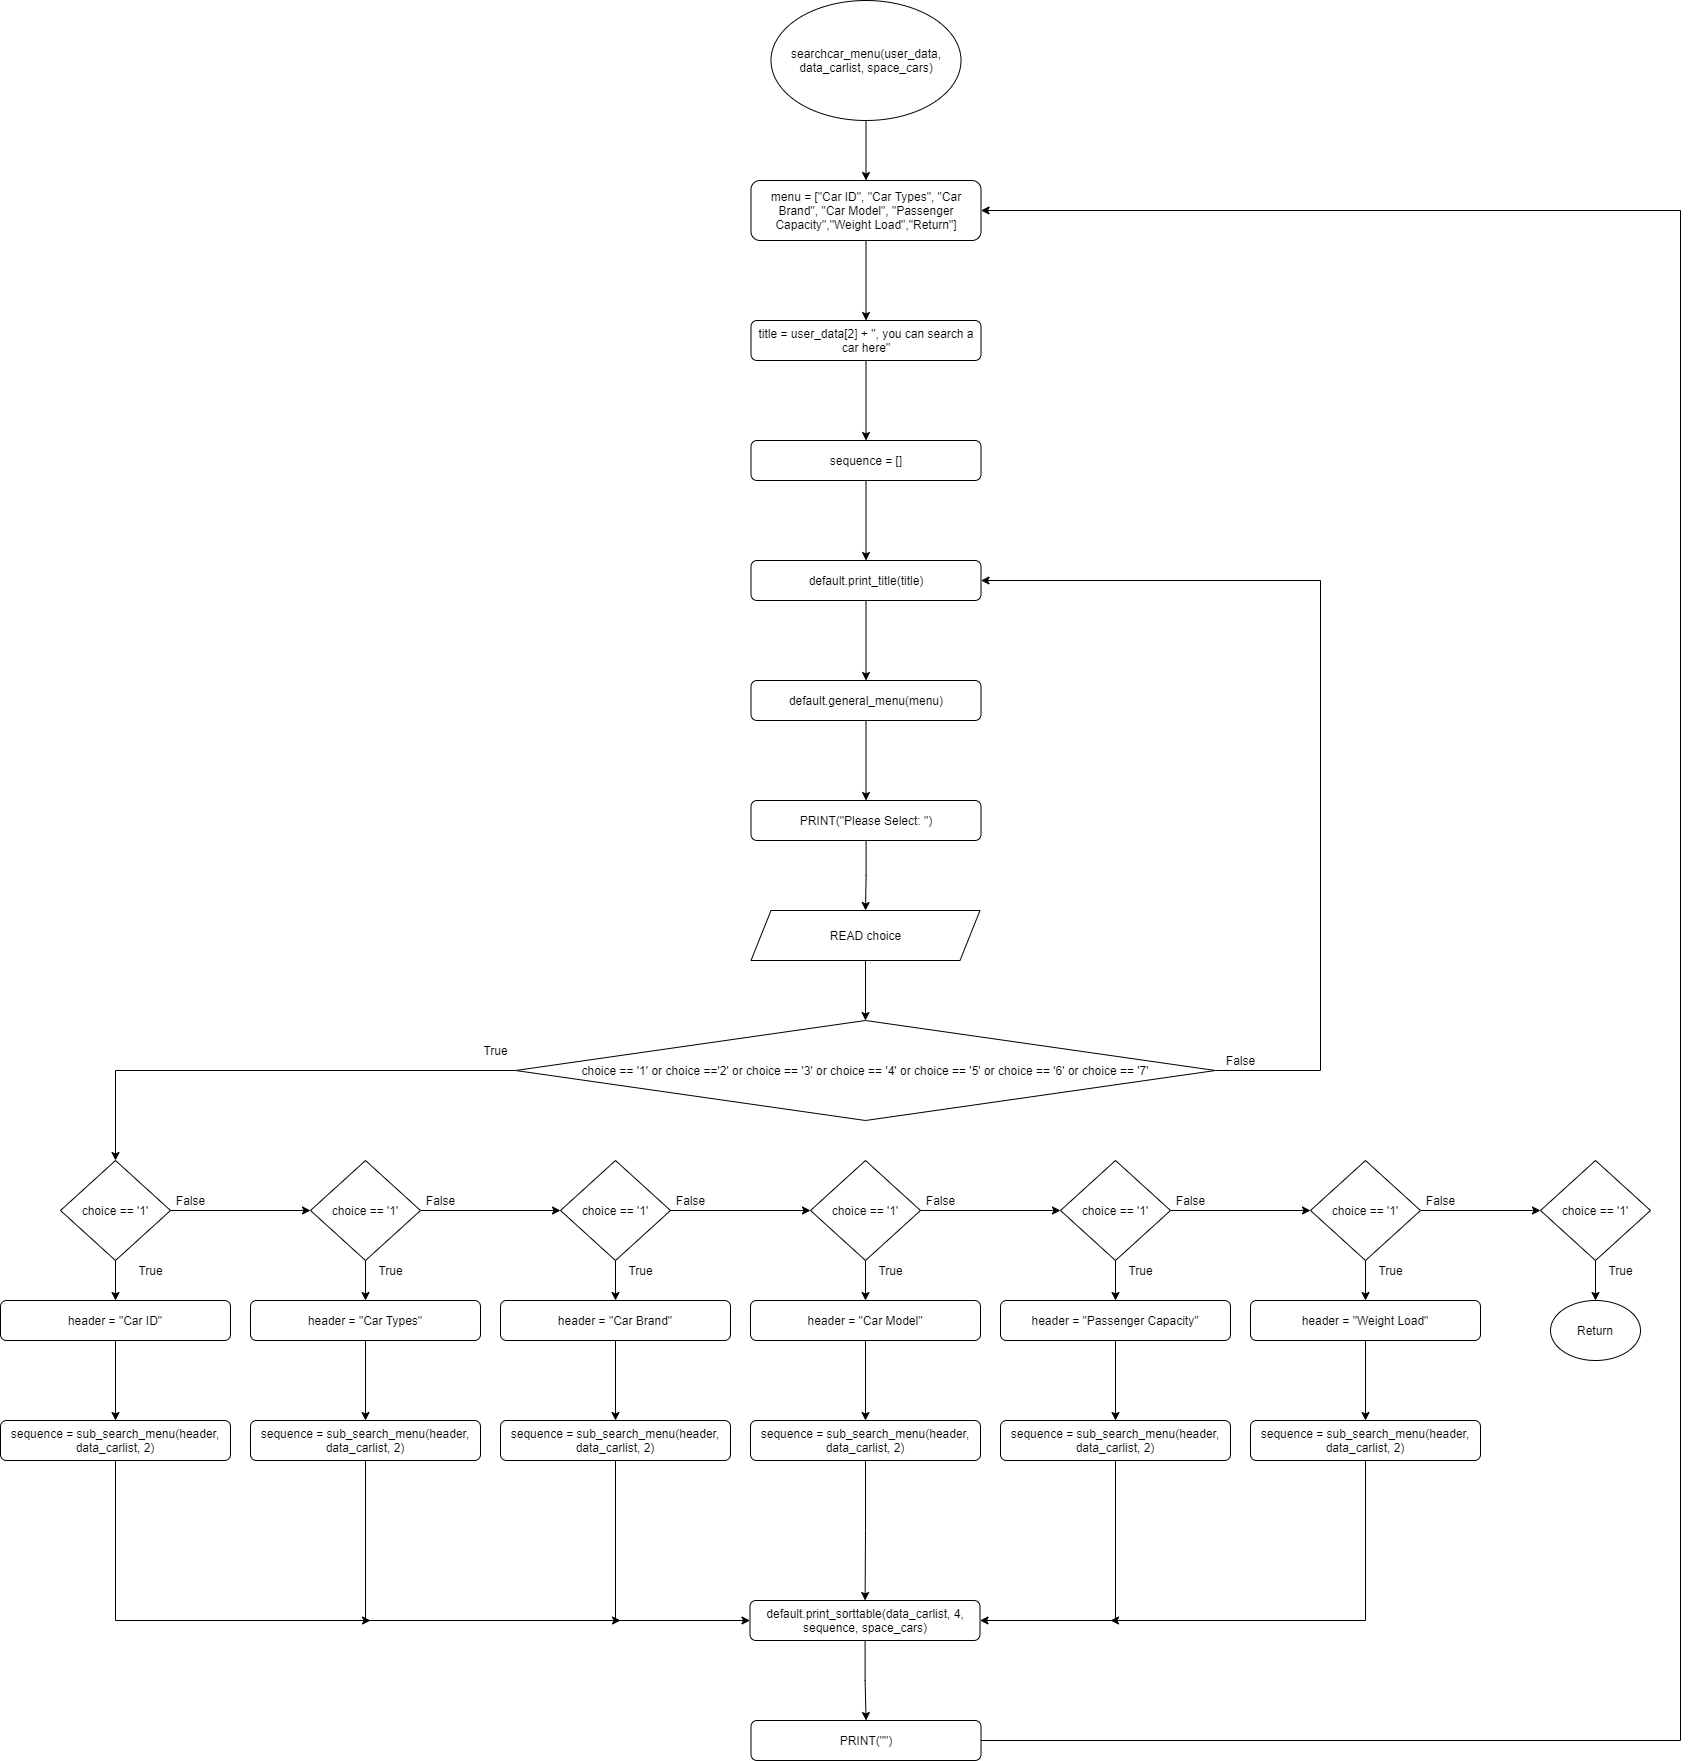 searchcar_menu(user_data,
data_carlist, space_cars)
menu = ["Car ID", "Car Types", "Car
Brand", "Car Model", "Passenger
Capacity","Weight Load","Return"]
title = user_data[2] + ", you can search a
car here"
sequence = []
default.print_title(title)
default.general_menu(menu)
PRINT("Please Select: ")
READ choice
True
choice == '1' or choice =='2' or choice == '3' or choice == '4' or choice == '5' or choice == '6' or choice == '7'
False
choice == '1'
False
choice == '1'
False
choice == '1'
False
choice == '1'
False
choice == '1'
False
choice == '1'
False
choice == '1'
True
True
True
True
True
True
True
header = "Car ID"
header = "Car Types"
header = "Car Brand"
header = "Car Model"
header = "Passenger Capacity"
header = "Weight Load"
Return
sequence = sub_search_menu(header,
data_carlist, 2)
sequence = sub_search_menu(header,
data_carlist, 2)
sequence = sub_search_menu(header,
data_carlist, 2)
sequence = sub_search_menu(header,
data_carlist, 2)
sequence = sub_search_menu(header,
data_carlist, 2)
sequence = sub_search_menu(header,
data_carlist, 2)
default.print_sorttable(data_carlist, 4,
sequence, space_cars)
PRINT("")